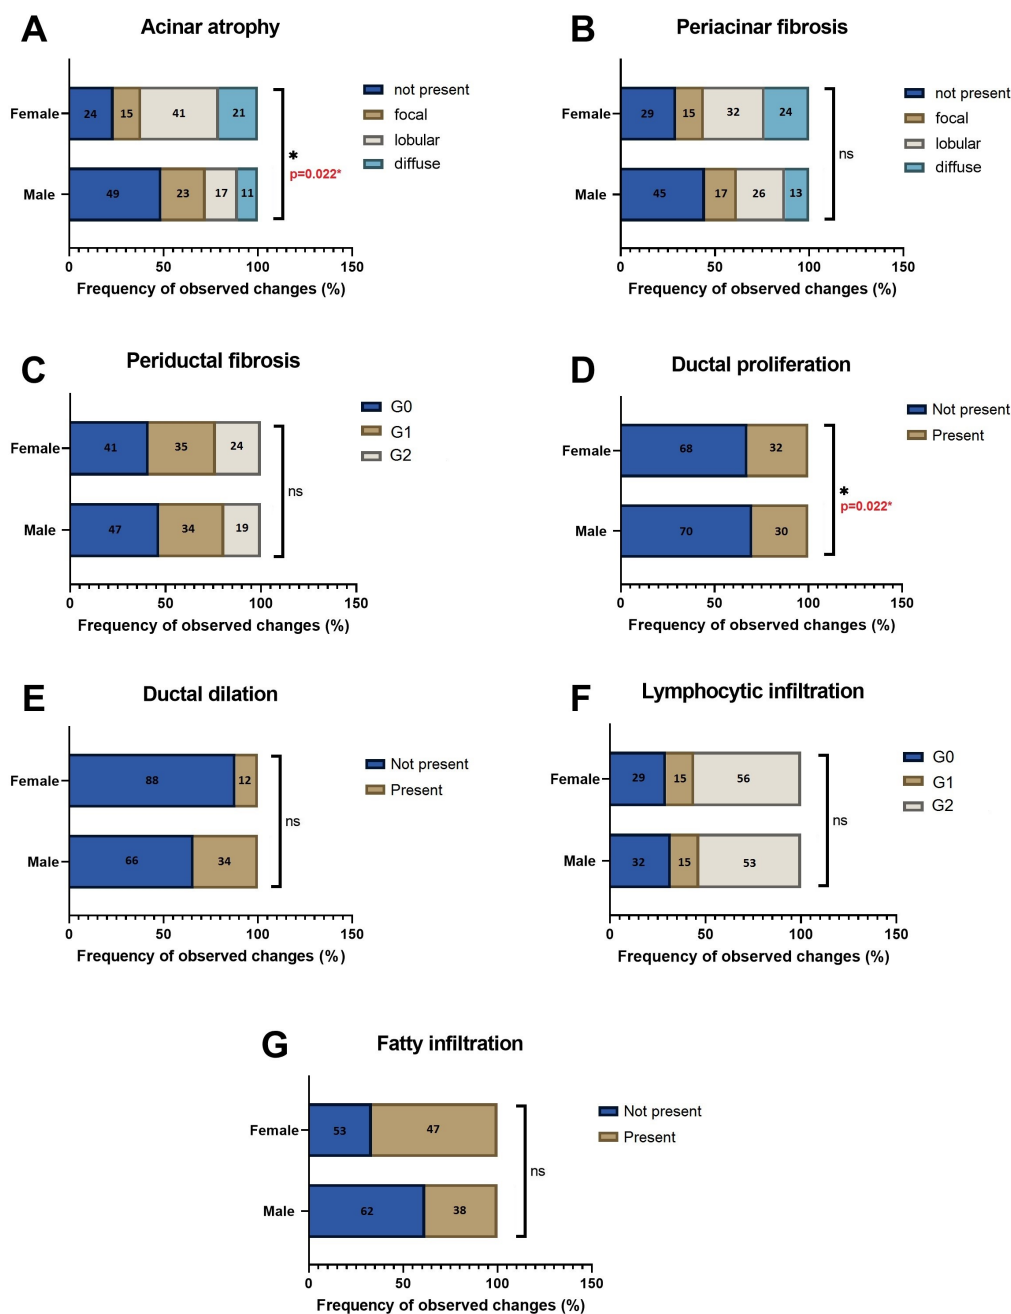 A
Acinar atrophy
Female
24 15 41 21
Male
49 23 17 11
*
p=0.022*
not present
focal
lobular
diffuse
0 50 100 150
Frequency of observed changes (%)
B
Periacinar fibrosis
Female
29 15 32 24
Male
45 17 26 13
ns
not present
focal
lobular
diffuse
0 50 100 150
Frequency of observed changes (%)
C
Periductal fibrosis
Female
41 35 24
Male
47 34 19
ns
G0
G1
G2
0 50 100 150
Frequency of observed changes (%)
D
Ductal proliferation
Female
68 32
Male
70 30
*
p=0.022*
Not present
Present
0 50 100 150
Frequency of observed changes (%)
E
Ductal dilation
Female
88 12
Male
66 34
ns
Not present
Present
0 50 100 150
Frequency of observed changes (%)
F
Lymphocytic infiltration
Female
29 15 56
Male
32 15 53
ns
G0
G1
G2
0 50 100 150
Frequency of observed changes (%)
G
Fatty infiltration
Female
53 47
Male
62 38
ns
Not present
Present
0 50 100 150
Frequency of observed changes (%)